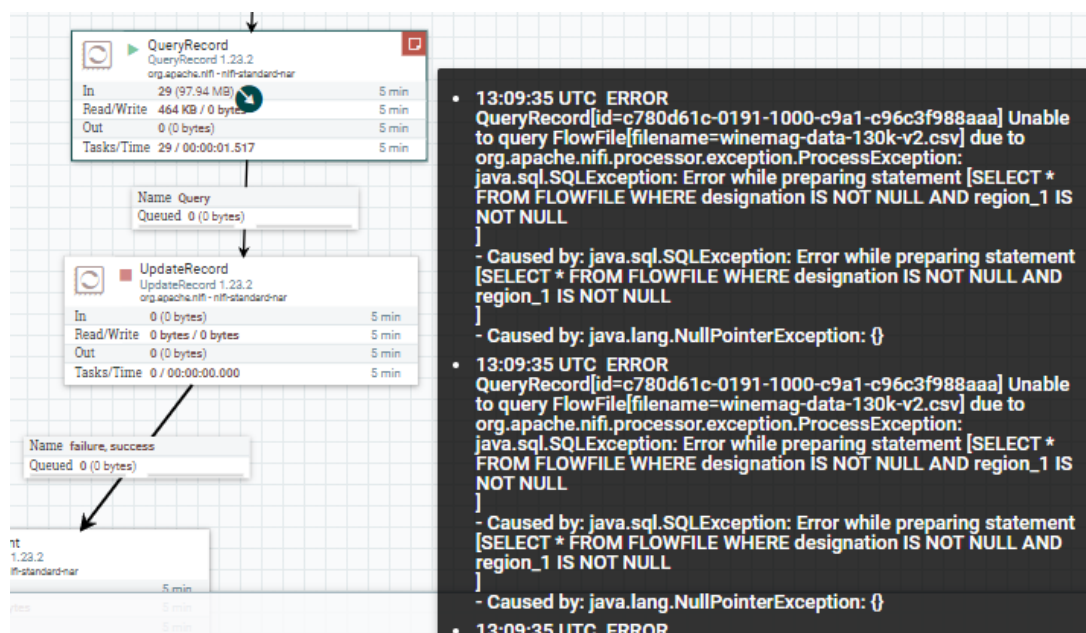 QueryRecord
QueryRecord 1.23.2
org.apache.nifi - nifi-standard-nar
In 29 (97.94 MB) 5 min
Read/Write 464 KB / 0 bytes 5 min
Out 0 (0 bytes) 5 min
Tasks/Time 29 / 00:00:01.517 5 min
Name Query
Queued 0 (0 bytes)
UpdateRecord
UpdateRecord 1.23.2
org.apache.nifi - nifi-standard-nar
In 0 (0 bytes) 5 min
Read/Write 0 bytes / 0 bytes 5 min
Out 0 (0 bytes) 5 min
Tasks/Time 0 / 00:00:00.000 5 min
Name failure, success
Queued 0 (0 bytes)
nt
1.23.2
ifi-standard-nar
5 min
5 min
5 min
• 13:09:35 UTC ERROR
QueryRecord[id=c780d61c-0191-1000-c9a1-c96c3f988aaa] Unable
to query FlowFile[filename=winemag-data-130k-v2.csv] due to
org.apache.nifi.processor.exception.ProcessException:
java.sql.SQLException: Error while preparing statement [SELECT *
FROM FLOWFILE WHERE designation IS NOT NULL AND region_1 IS
NOT NULL
]
- Caused by: java.sql.SQLException: Error while preparing statement
[SELECT * FROM FLOWFILE WHERE designation IS NOT NULL AND
region_1 IS NOT NULL
]
- Caused by: java.lang.NullPointerException: {}
• 13:09:35 UTC ERROR
QueryRecord[id=c780d61c-0191-1000-c9a1-c96c3f988aaa] Unable
to query FlowFile[filename=winemag-data-130k-v2.csv] due to
org.apache.nifi.processor.exception.ProcessException:
java.sql.SQLException: Error while preparing statement [SELECT *
FROM FLOWFILE WHERE designation IS NOT NULL AND region_1 IS
NOT NULL
]
- Caused by: java.sql.SQLException: Error while preparing statement
[SELECT * FROM FLOWFILE WHERE designation IS NOT NULL AND
region_1 IS NOT NULL
]
- Caused by: java.lang.NullPointerException: {}
• 13:09:35 UTC ERROR